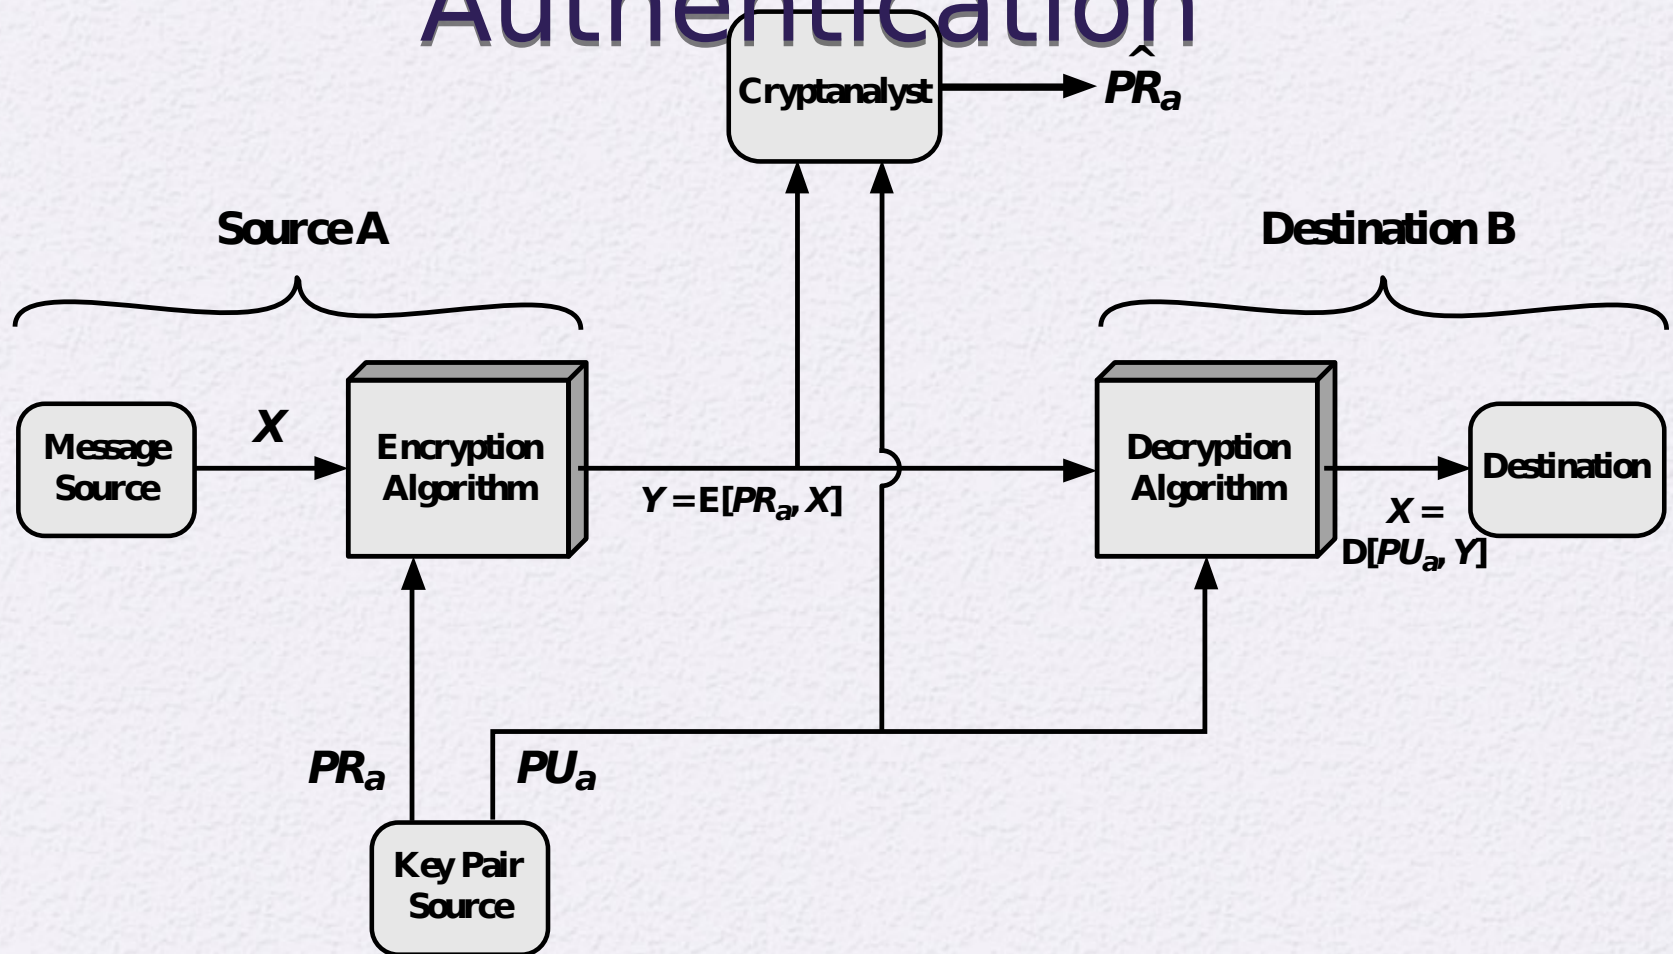 Authentication
Cryptanalyst
P̂Rₐ
Source A
Destination B
Message
Source
X
Encryption
Algorithm
Y = E[PRₐ, X]
Decryption
Algorithm
Destination
X =
D[PUₐ, Y]
PRₐ
PUₐ
Key Pair
Source